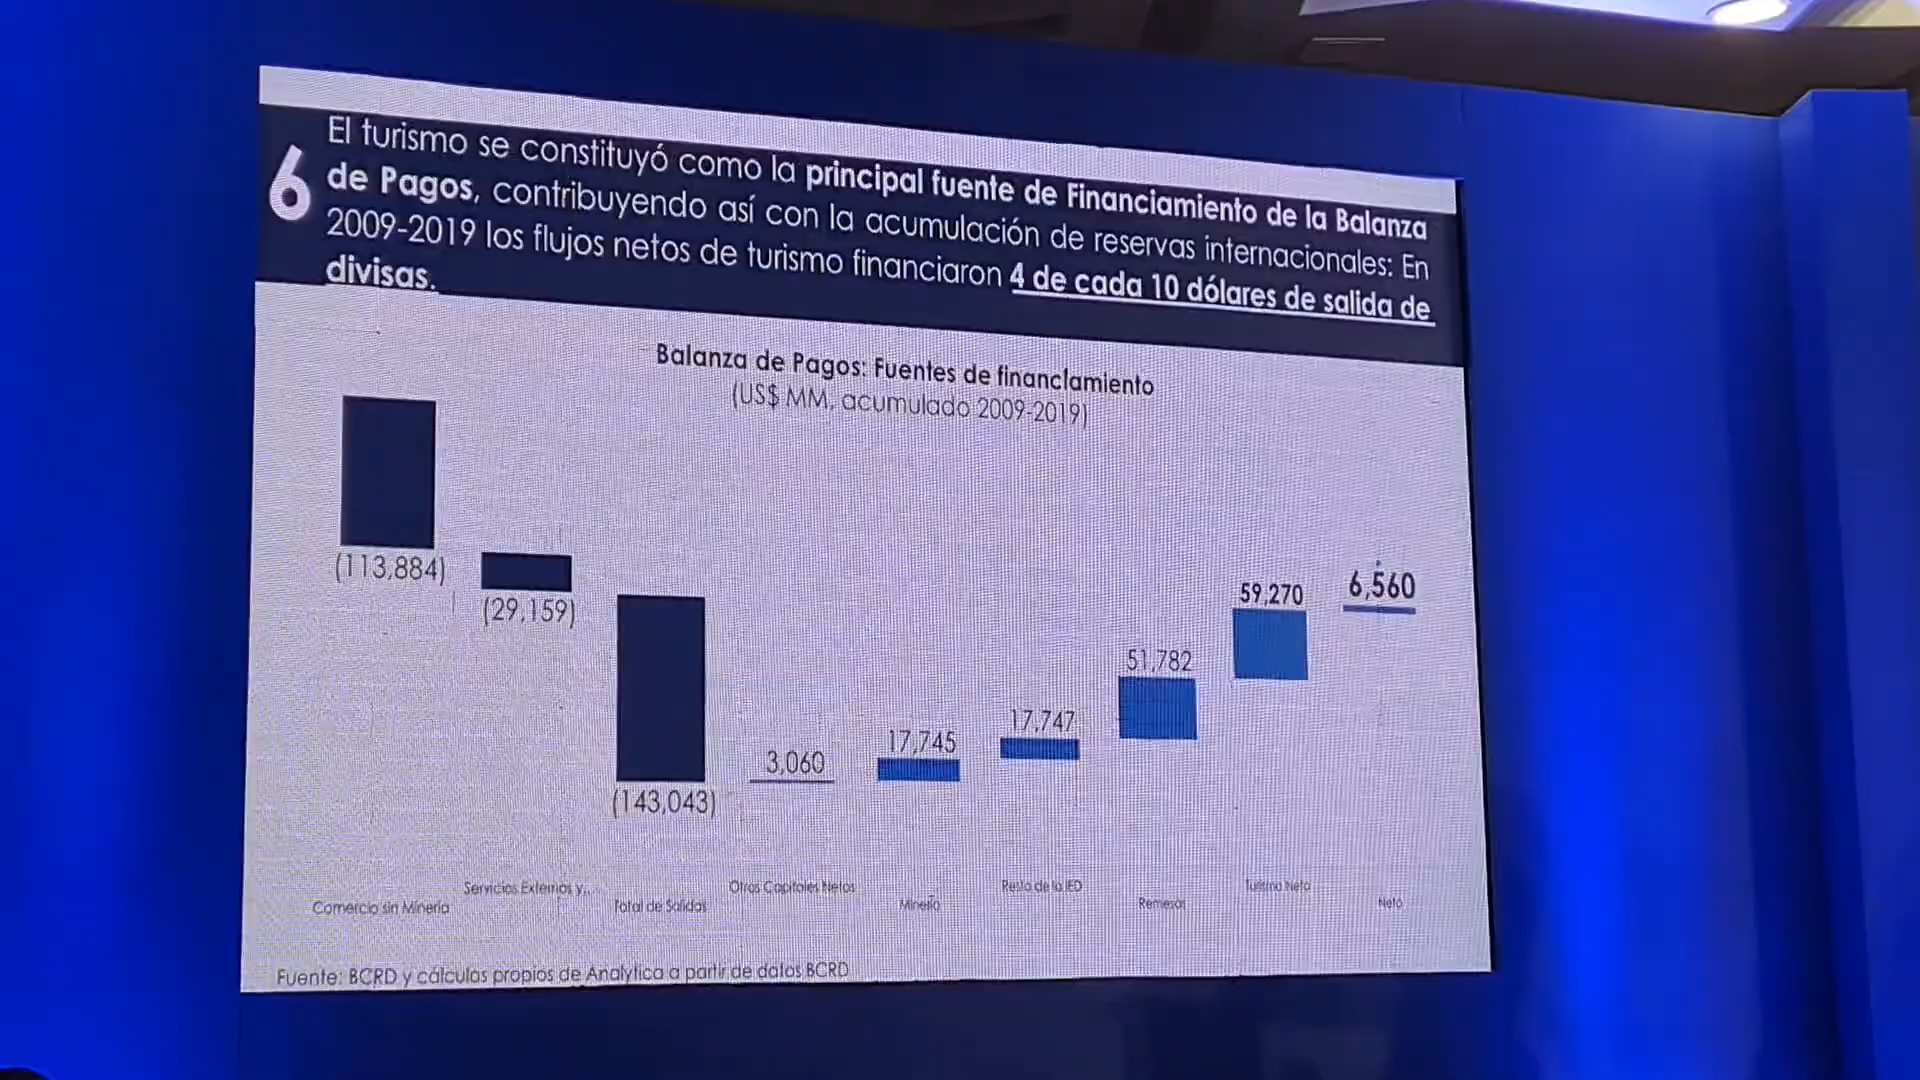 6
El turismo se constituyó como la principal fuente de Financiamiento de la Balanza
de Pagos, contribuyendo así con la acumulación de reservas internacionales: En
2009-2019 los flujos netos de turismo financiaron 4 de cada 10 dólares de salida de
divisas.
Balanza de Pagos: Fuentes de financiamiento
(US$ MM, acumulado 2009-2019)
(113,884)
(29,159)
(143,043)
3,060
17,745
17,747
51,782
59,270
6,560
Comercio sin Minería
Servicios Externos y...
Total de Salidas
Otros Capitales Netos
Minería
Resto de la IED
Remesas
Turismo Neto
Neto
Fuente: BCRD y cálculos propios de Analytica a partir de datos BCRD